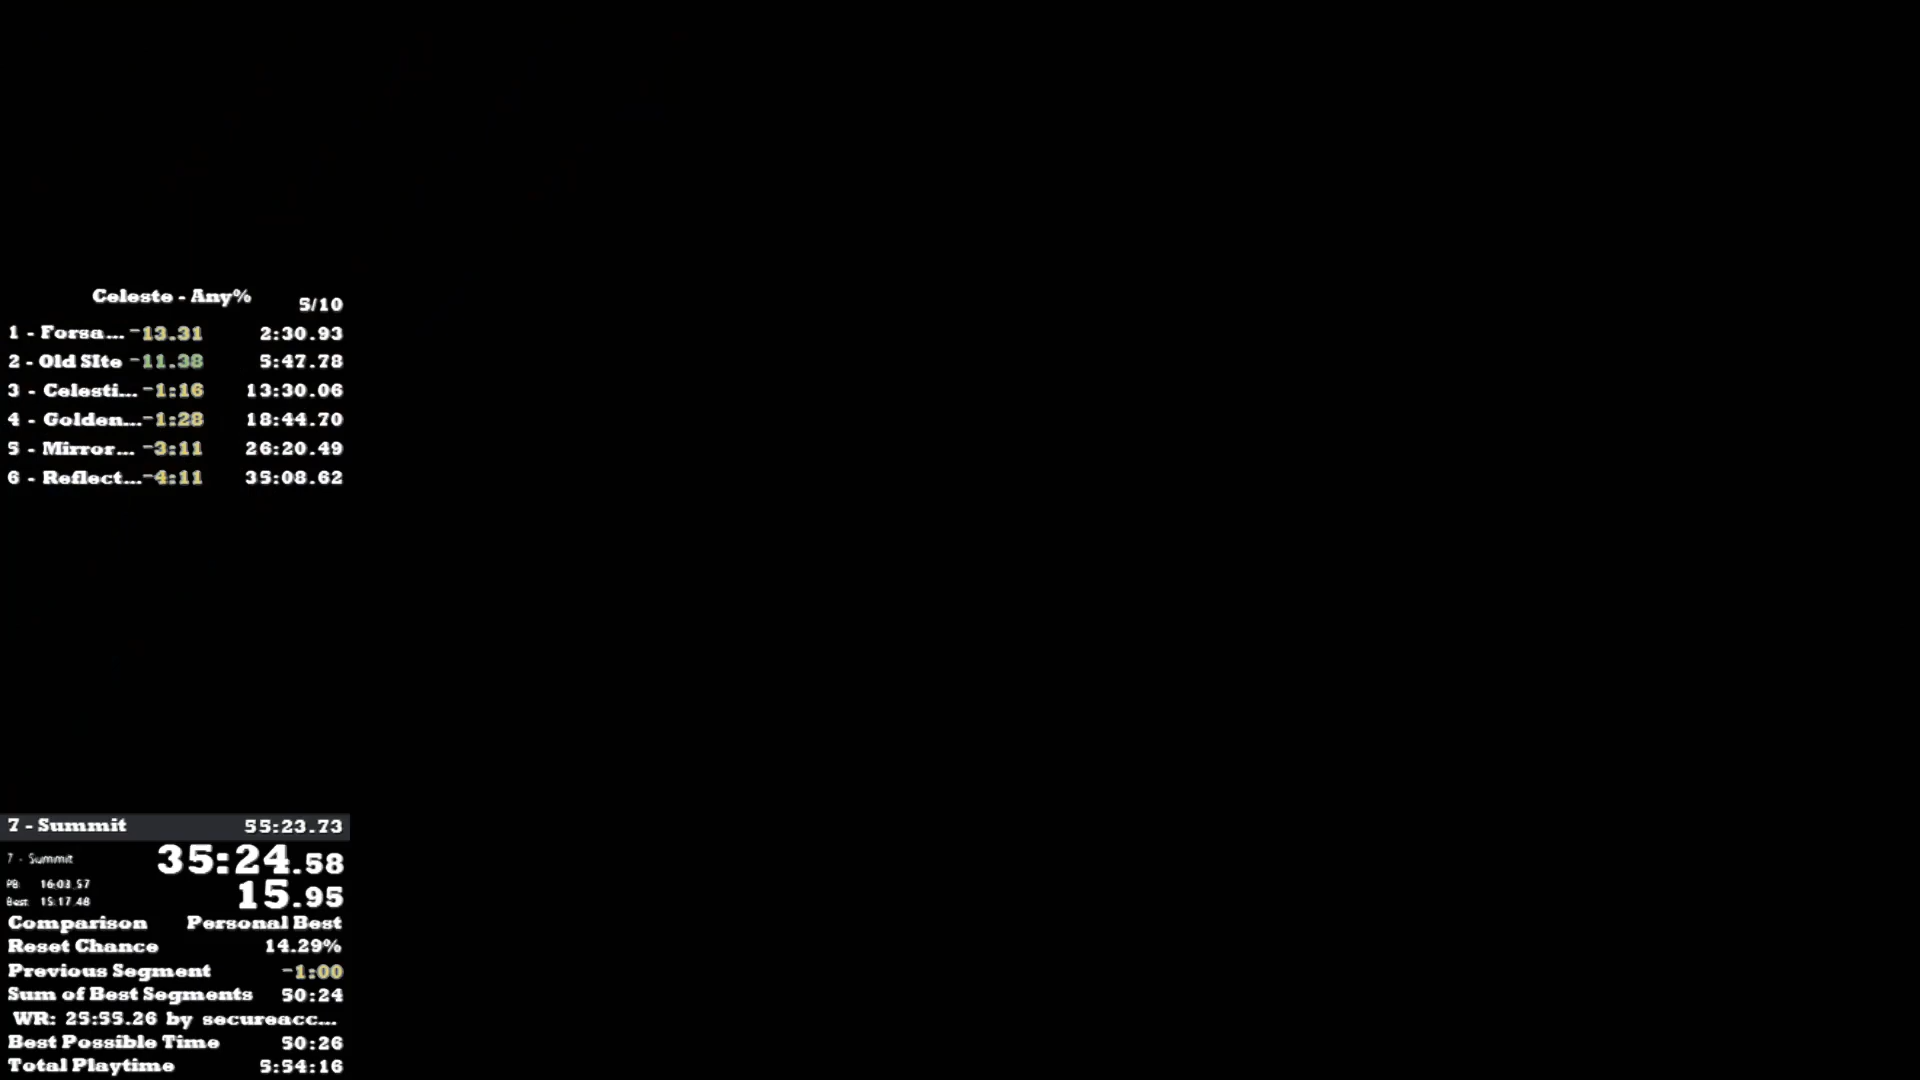 Celeste - Any%
5/10
1 - Forsa... -13.31 2:30.93
2 - Old SIte -11.38 5:47.78
3 - Celesti... -1:16 13:30.06
4 - Golden... -1:28 18:44.70
5 - Mirror... -3:11 26:20.49
6 - Reflect... -4:11 35:08.62
7 - Summit 55:23.73
7 - Summit 35:24.58
PB: 16:03.57
Best: 15:17.48 15.95
Comparison Personal Best
Reset Chance 14.29%
Previous Segment -1:00
Sum of Best Segments 50:24
WR: 25:55.26 by secureacc...
Best Possible Time 50:26
Total Playtime 5:54:16